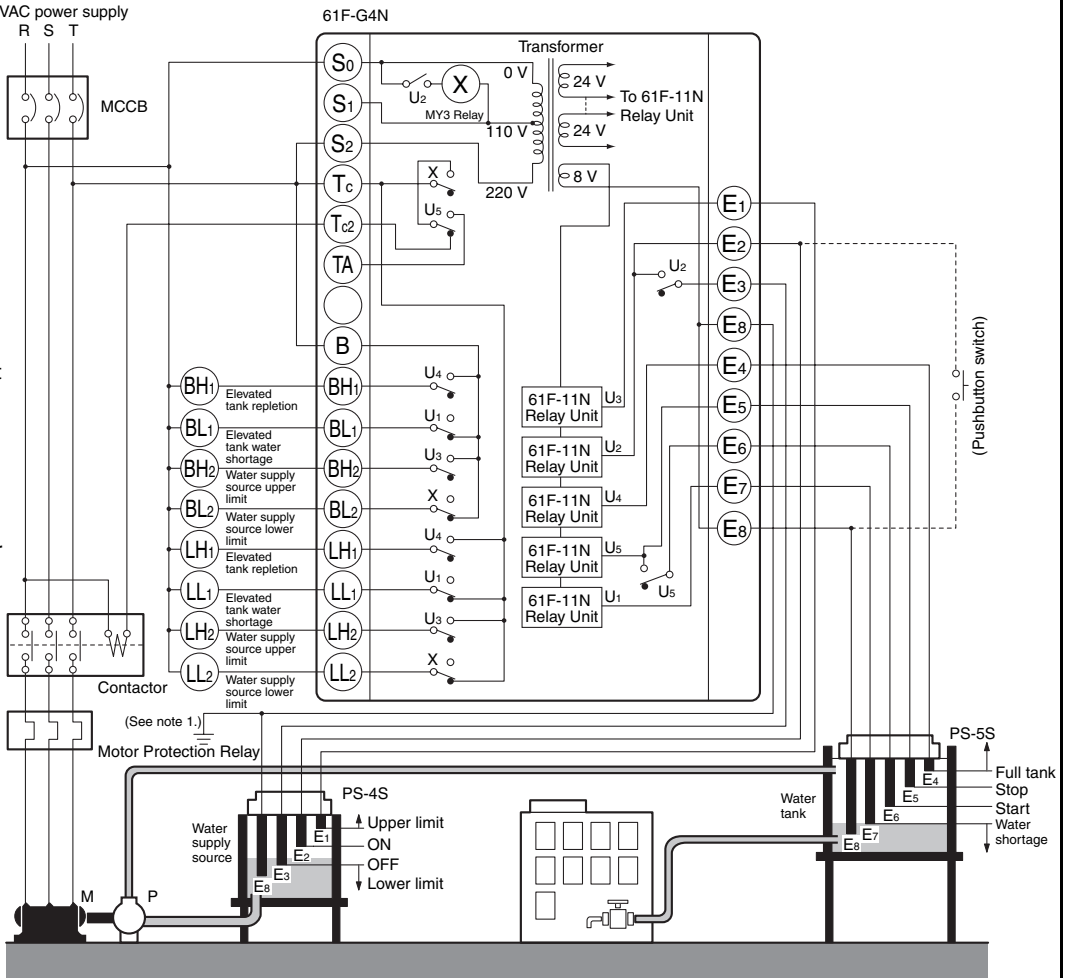 VAC power supply
R S T
MCCB
61F-G4N
S0
S1
S2
Tc
Tc2
TA
B
BH1
BL1
BH2
BL2
LH1
LL1
LH2
LL2
U2
X
MY3 Relay
Transformer
0 V
110 V
220 V
24 V
24 V
8 V
To 61F-11N
Relay Unit
X
U5
U4
U1
U3
X
U4
U1
U3
X
BH1
Elevated
tank repletion
BL1
Elevated
tank water
shortage
BH2
Water supply
source upper
limit
BL2
Water supply
source lower
limit
LH1
Elevated
tank repletion
LL1
Elevated
tank water
shortage
LH2
Water supply
source upper
limit
LL2
Water supply
source lower
limit
61F-11N
Relay Unit
U3
61F-11N
Relay Unit
U2
61F-11N
Relay Unit
U4
61F-11N
Relay Unit
U5
61F-11N
Relay Unit
U1
U2
U5
E1
E2
E3
E8
E4
E5
E6
E7
E8
(Pushbutton switch)
Contactor
(See note 1.)
Motor Protection Relay
M
P
PS-4S
Water
supply
source
E1
E2
E3
E8
Upper limit
ON
OFF
Lower limit
PS-5S
Water
tank
E4
E5
E6
E7
E8
Full tank
Stop
Start
Water
shortage